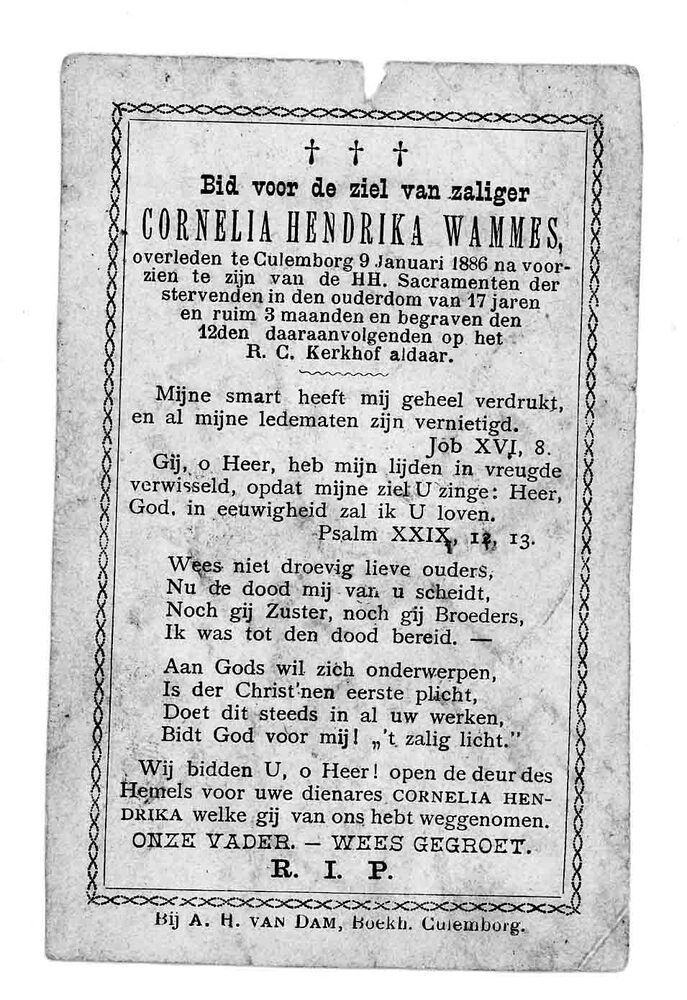 † † †
Bid voor de ziel van zaliger
CORNELIA HENDRIKA WAMMES,
overleden te Culemborg 9 Januari 1886 na voor-
zien te zijn van de HH. Sacramenten der
stervenden in den ouderdom van 17 jaren
en ruim 3 maanden en begraven den
12den daaraanvolgenden op het
R. C. Kerkhof aldaar.
Mijne smart heeft mij geheel verdrukt,
en al mijne ledematen zijn vernietigd.
Job XVI, 8.
Gij, o Heer, heb mijn lijden in vreugde
verwisseld, opdat mijne ziel U zinge: Heer,
God, in eeuwigheid zal ik U loven.
Psalm XXIX, 12, 13.
Wees niet droevig lieve ouders,
Nu de dood mij van u scheidt,
Noch gij Zuster, noch gij Broeders,
Ik was tot den dood bereid. —
Aan Gods wil zich onderwerpen,
Is der Christ'nen eerste plicht,
Doet dit steeds in al uw werken,
Bidt God voor mij! „'t zalig licht."
Wij bidden U, o Heer! open de deur des
Hemels voor uwe dienares CORNELIA HEN-
DRIKA welke gij van ons hebt weggenomen.
ONZE VADER. — WEES GEGROET.
R. I. P.
Bij A. H. VAN DAM, Boekh. Culemborg.